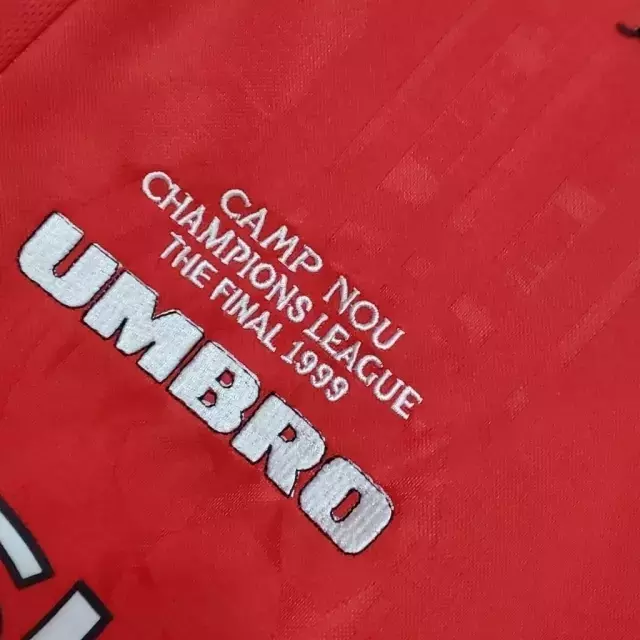 CAMP NOU
CHAMPIONS LEAGUE
THE FINAL 1999
UMBRO